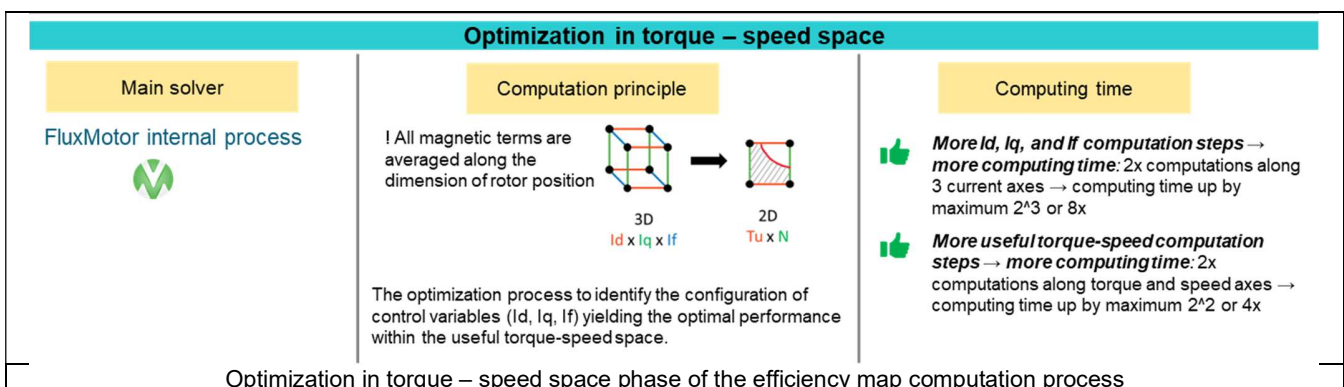 Optimization in torque – speed space
Main solver
FluxMotor internal process
Computation principle
! All magnetic terms are
averaged along the
dimension of rotor position
3D
Id x Iq x If
2D
Tu x N
The optimization process to identify the configuration of
control variables (Id, Iq, If) yielding the optimal performance
within the useful torque-speed space.
Computing time
More Id, Iq, and If computation steps →
more computing time: 2x computations along
3 current axes → computing time up by
maximum 2^3 or 8x
More useful torque-speed computation
steps → more computing time: 2x
computations along torque and speed axes →
computing time up by maximum 2^2 or 4x
Optimization in torque – speed space phase of the efficiency map computation process